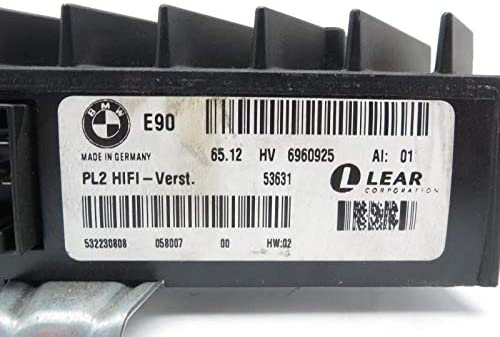 BMW
E90
MADE IN GERMANY
65.12 HV 6960925 AI: 01
PL2 HIFI-Verst. 53631
LEAR
CORPORATION
532230808 058007 00 HW:02